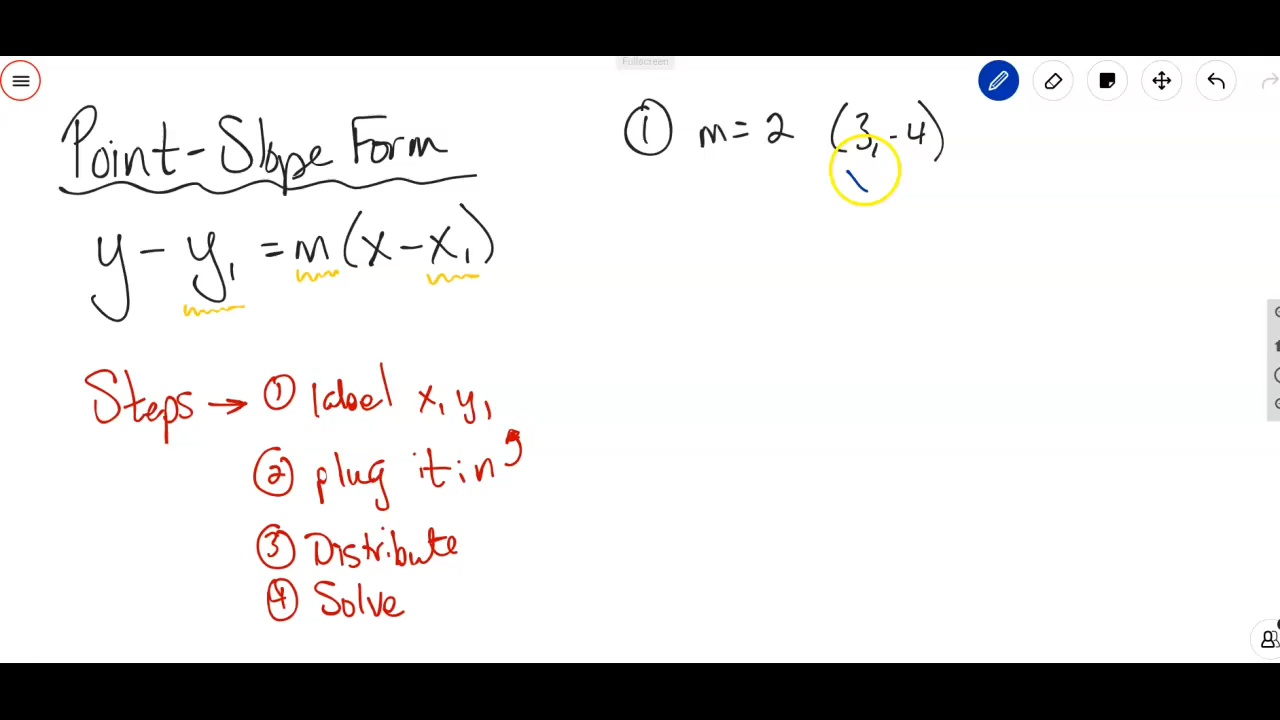 Fullscreen
Point-Slope Form
y - y₁ = m(x - x₁)
Steps → ① label x₁ y₁
② plug it in
③ Distribute
④ Solve
① m = 2 (3, -4)